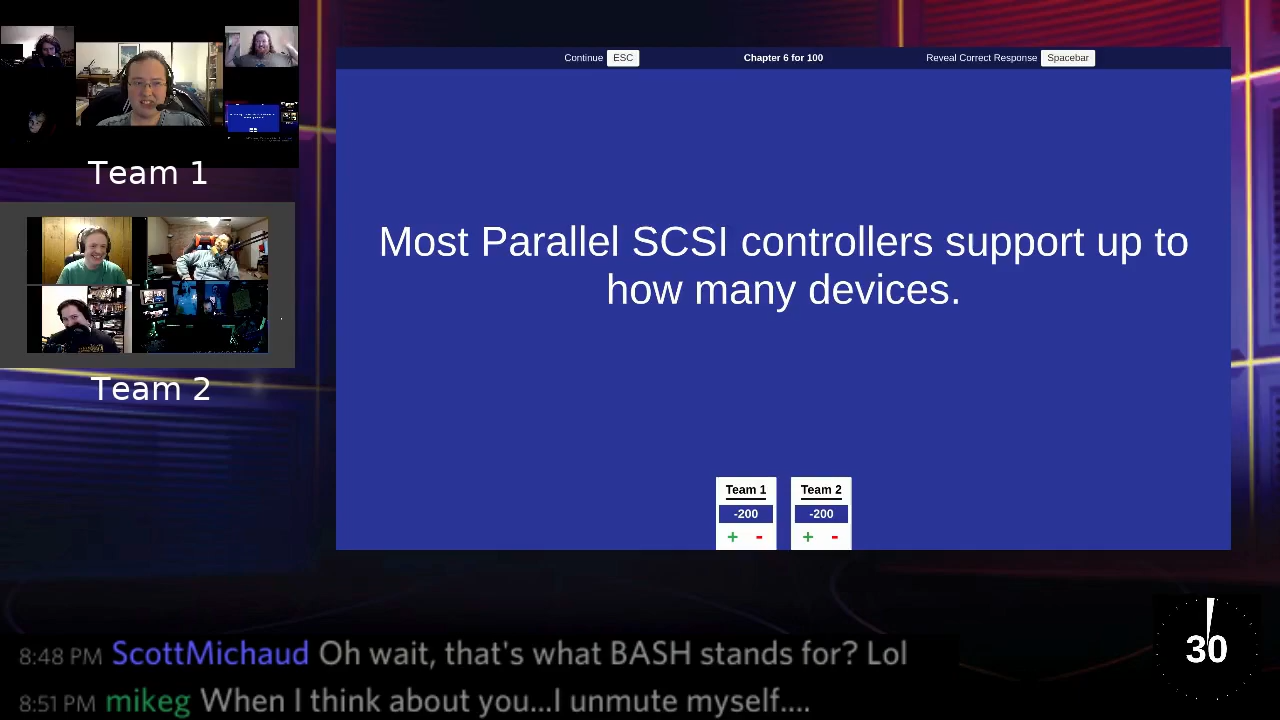 Team 1
Team 2
Continue ESC
Chapter 6 for 100
Reveal Correct Response Spacebar
Most Parallel SCSI controllers support up to
how many devices.
Team 1
-200
+ -
Team 2
-200
+ -
8:48 PM ScottMichaud Oh wait, that's what BASH stands for? Lol
8:51 PM mikeg When I think about you...I unmute myself....
30